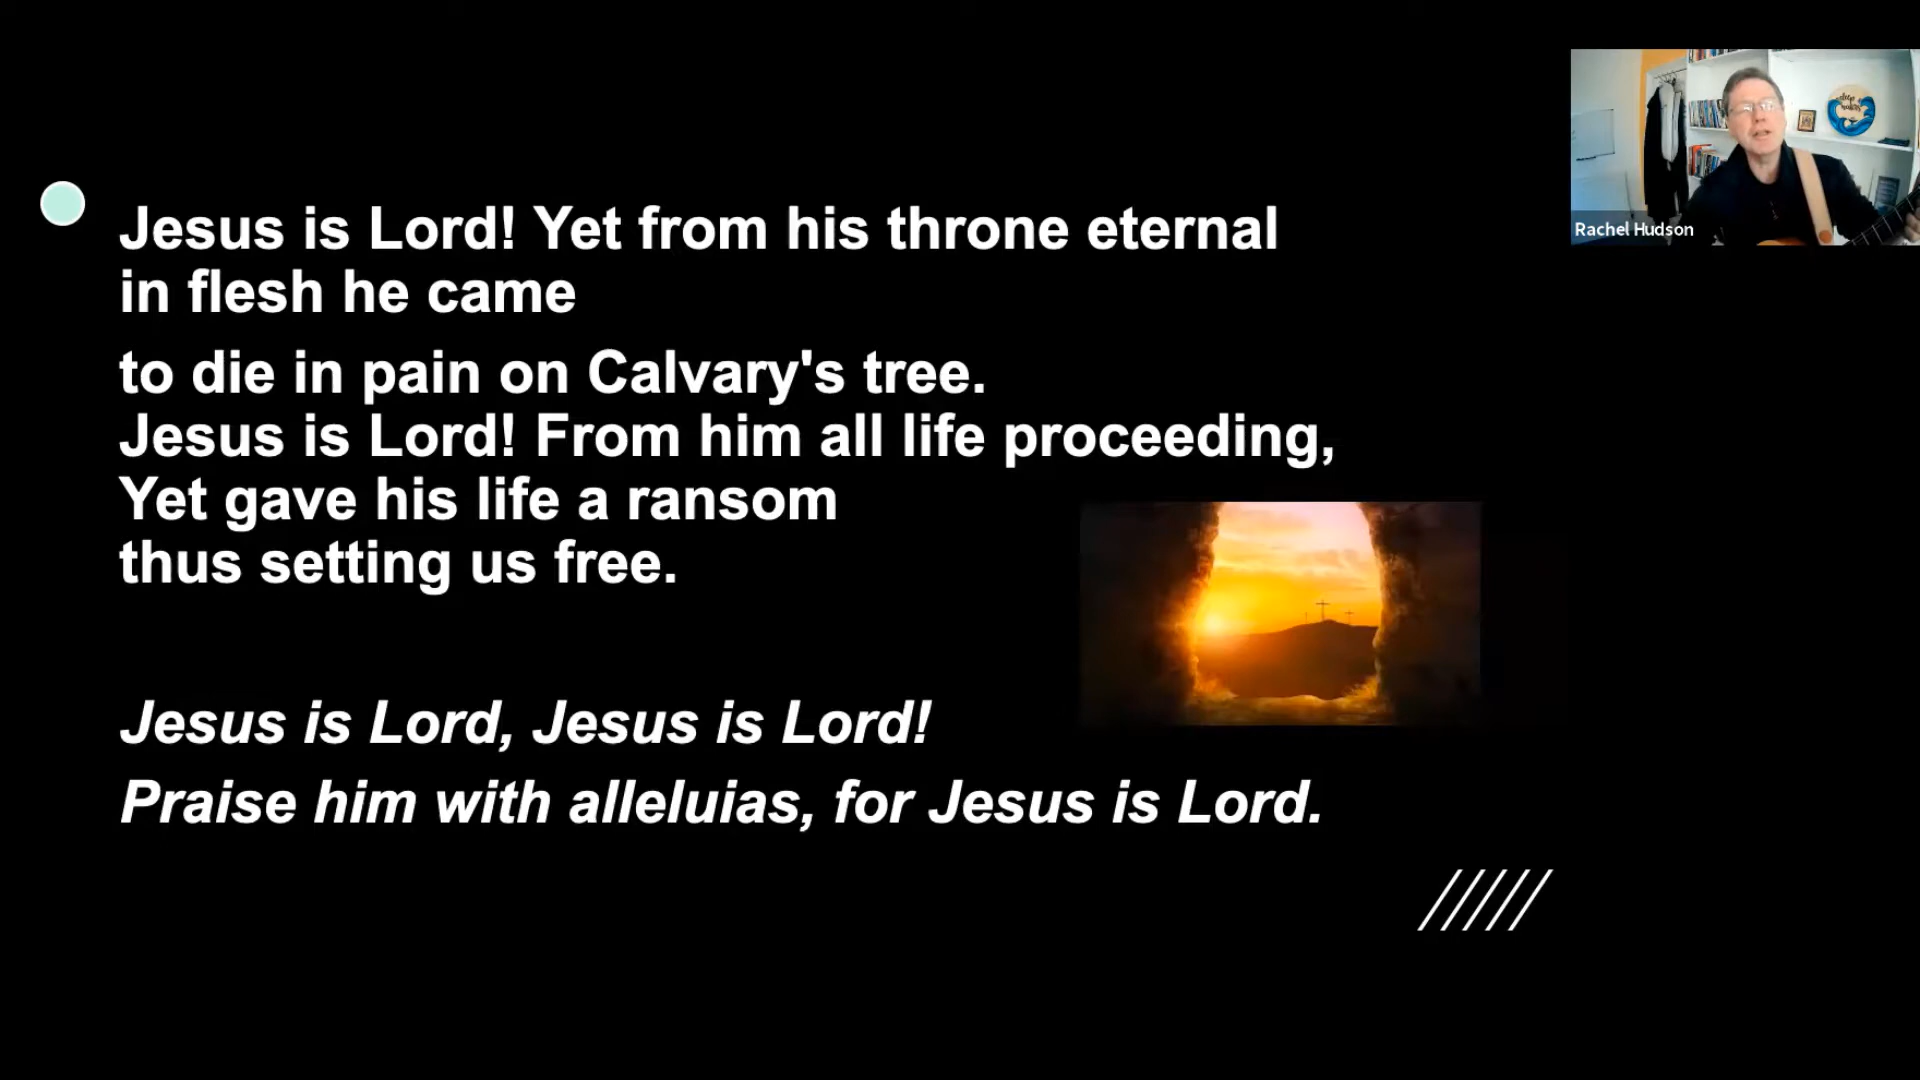 Jesus is Lord! Yet from his throne eternal
in flesh he came
to die in pain on Calvary's tree.
Jesus is Lord! From him all life proceeding,
Yet gave his life a ransom
thus setting us free.
Jesus is Lord, Jesus is Lord!
Praise him with alleluias, for Jesus is Lord.
Rachel Hudson